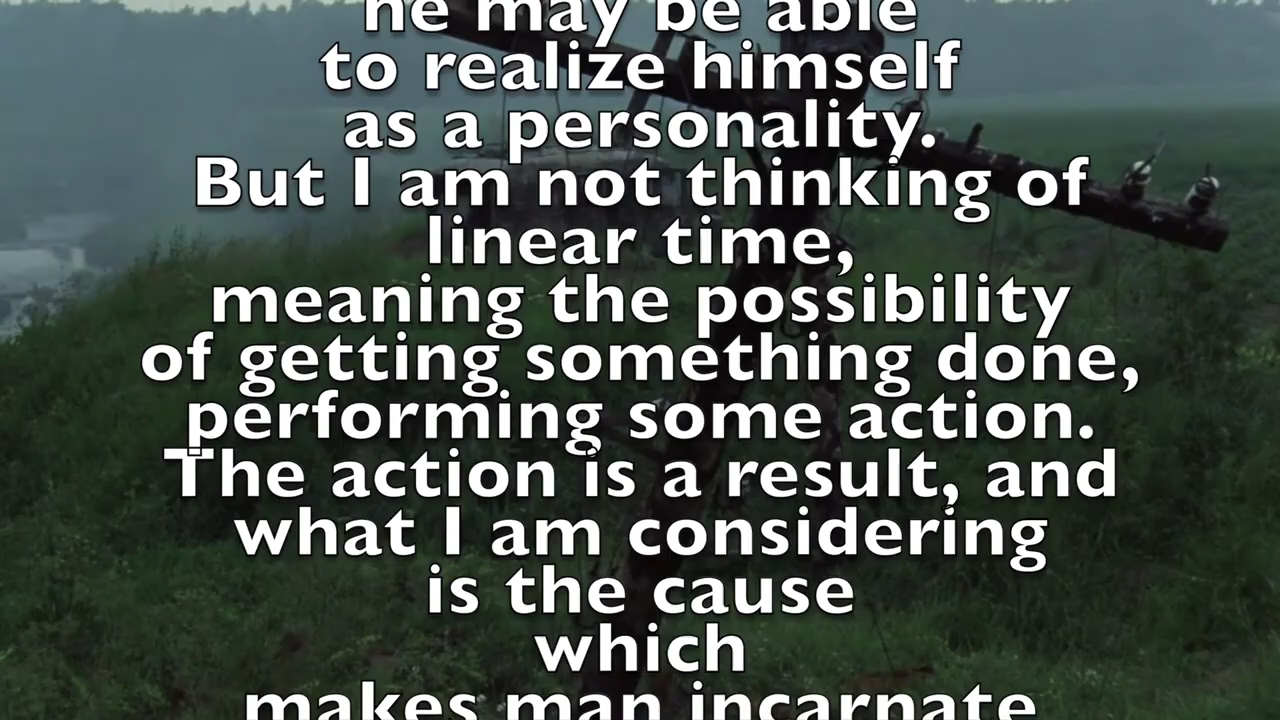 he may be able
to realize himself
as a personality.
But I am not thinking of
linear time,
meaning the possibility
of getting something done,
performing some action.
The action is a result, and
what I am considering
is the cause
which
makes man incarnate